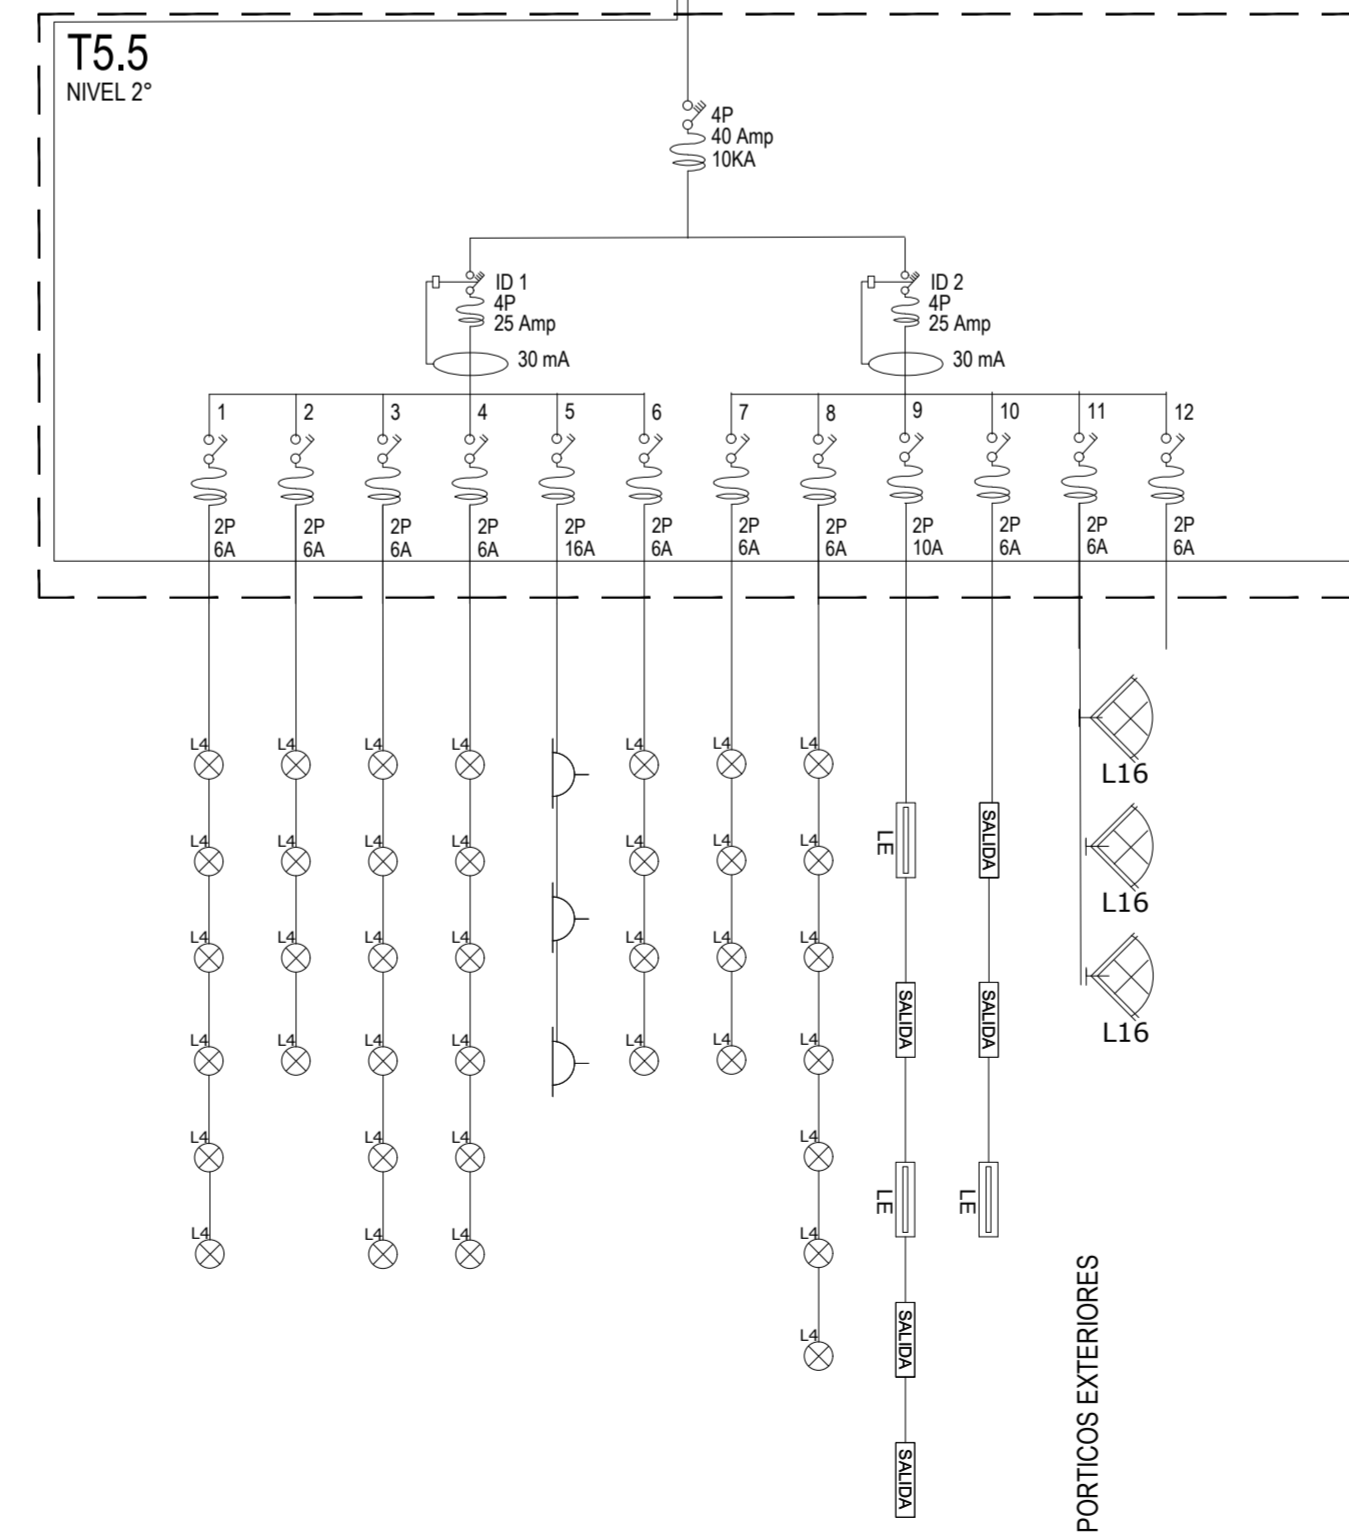 T5.5
NIVEL 2°
4P
40 Amp
10KA
ID 1
4P
25 Amp
30 mA
ID 2
4P
25 Amp
30 mA
1 2 3 4 5 6 7 8 9 10 11 12
2P 2P 2P 2P 2P 2P 2P 2P 2P 2P 2P 2P
6A 6A 6A 6A 16A 6A 6A 6A 10A 6A 6A 6A
L4 L4 L4 L4 L4 L4 L4
L16
L4 L4 L4 L4 L4 L4 L4 LE SALIDA
L16
L4 L4 L4 L4 L4 L4 L4
SALIDA SALIDA
L16
L4 L4 L4 L4 L4 L4 L4
L4 L4 L4 L4
LE LE
L4 L4 L4 L4
L4
SALIDA
SALIDA
PORTICOS EXTERIORES